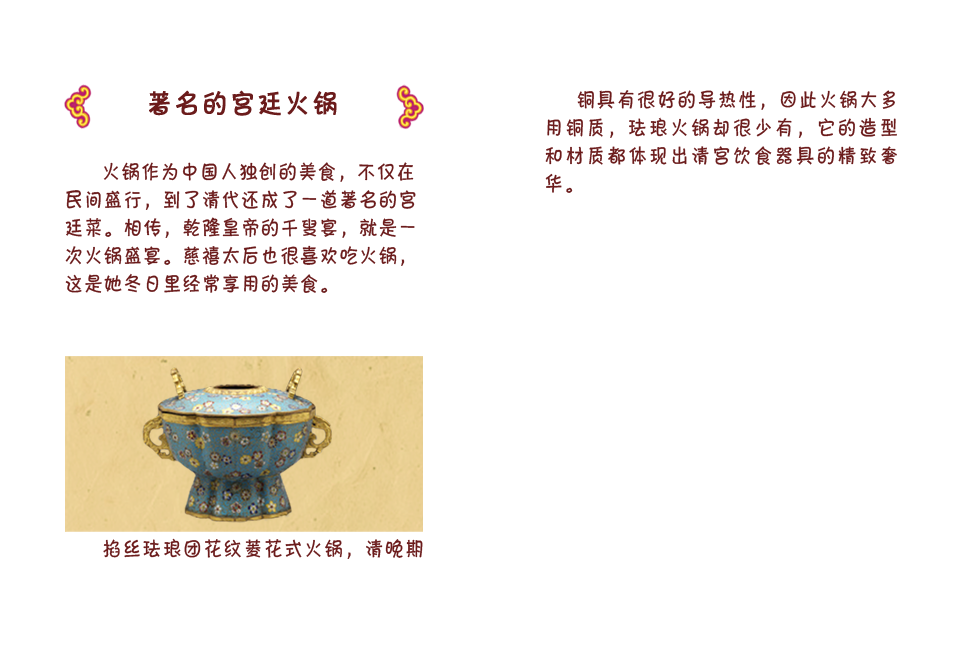 著名的宫廷火锅
火锅作为中国人独创的美食，不仅在
民间盛行，到了清代还成了一道著名的宫
廷菜。相传，乾隆皇帝的千叟宴，就是一
次火锅盛宴。慈禧太后也很喜欢吃火锅，
这是她冬日里经常享用的美食。
掐丝珐琅团花纹菱花式火锅，清晚期
铜具有很好的导热性，因此火锅大多
用铜质，珐琅火锅却很少有，它的造型
和材质都体现出清宫饮食器具的精致奢
华。